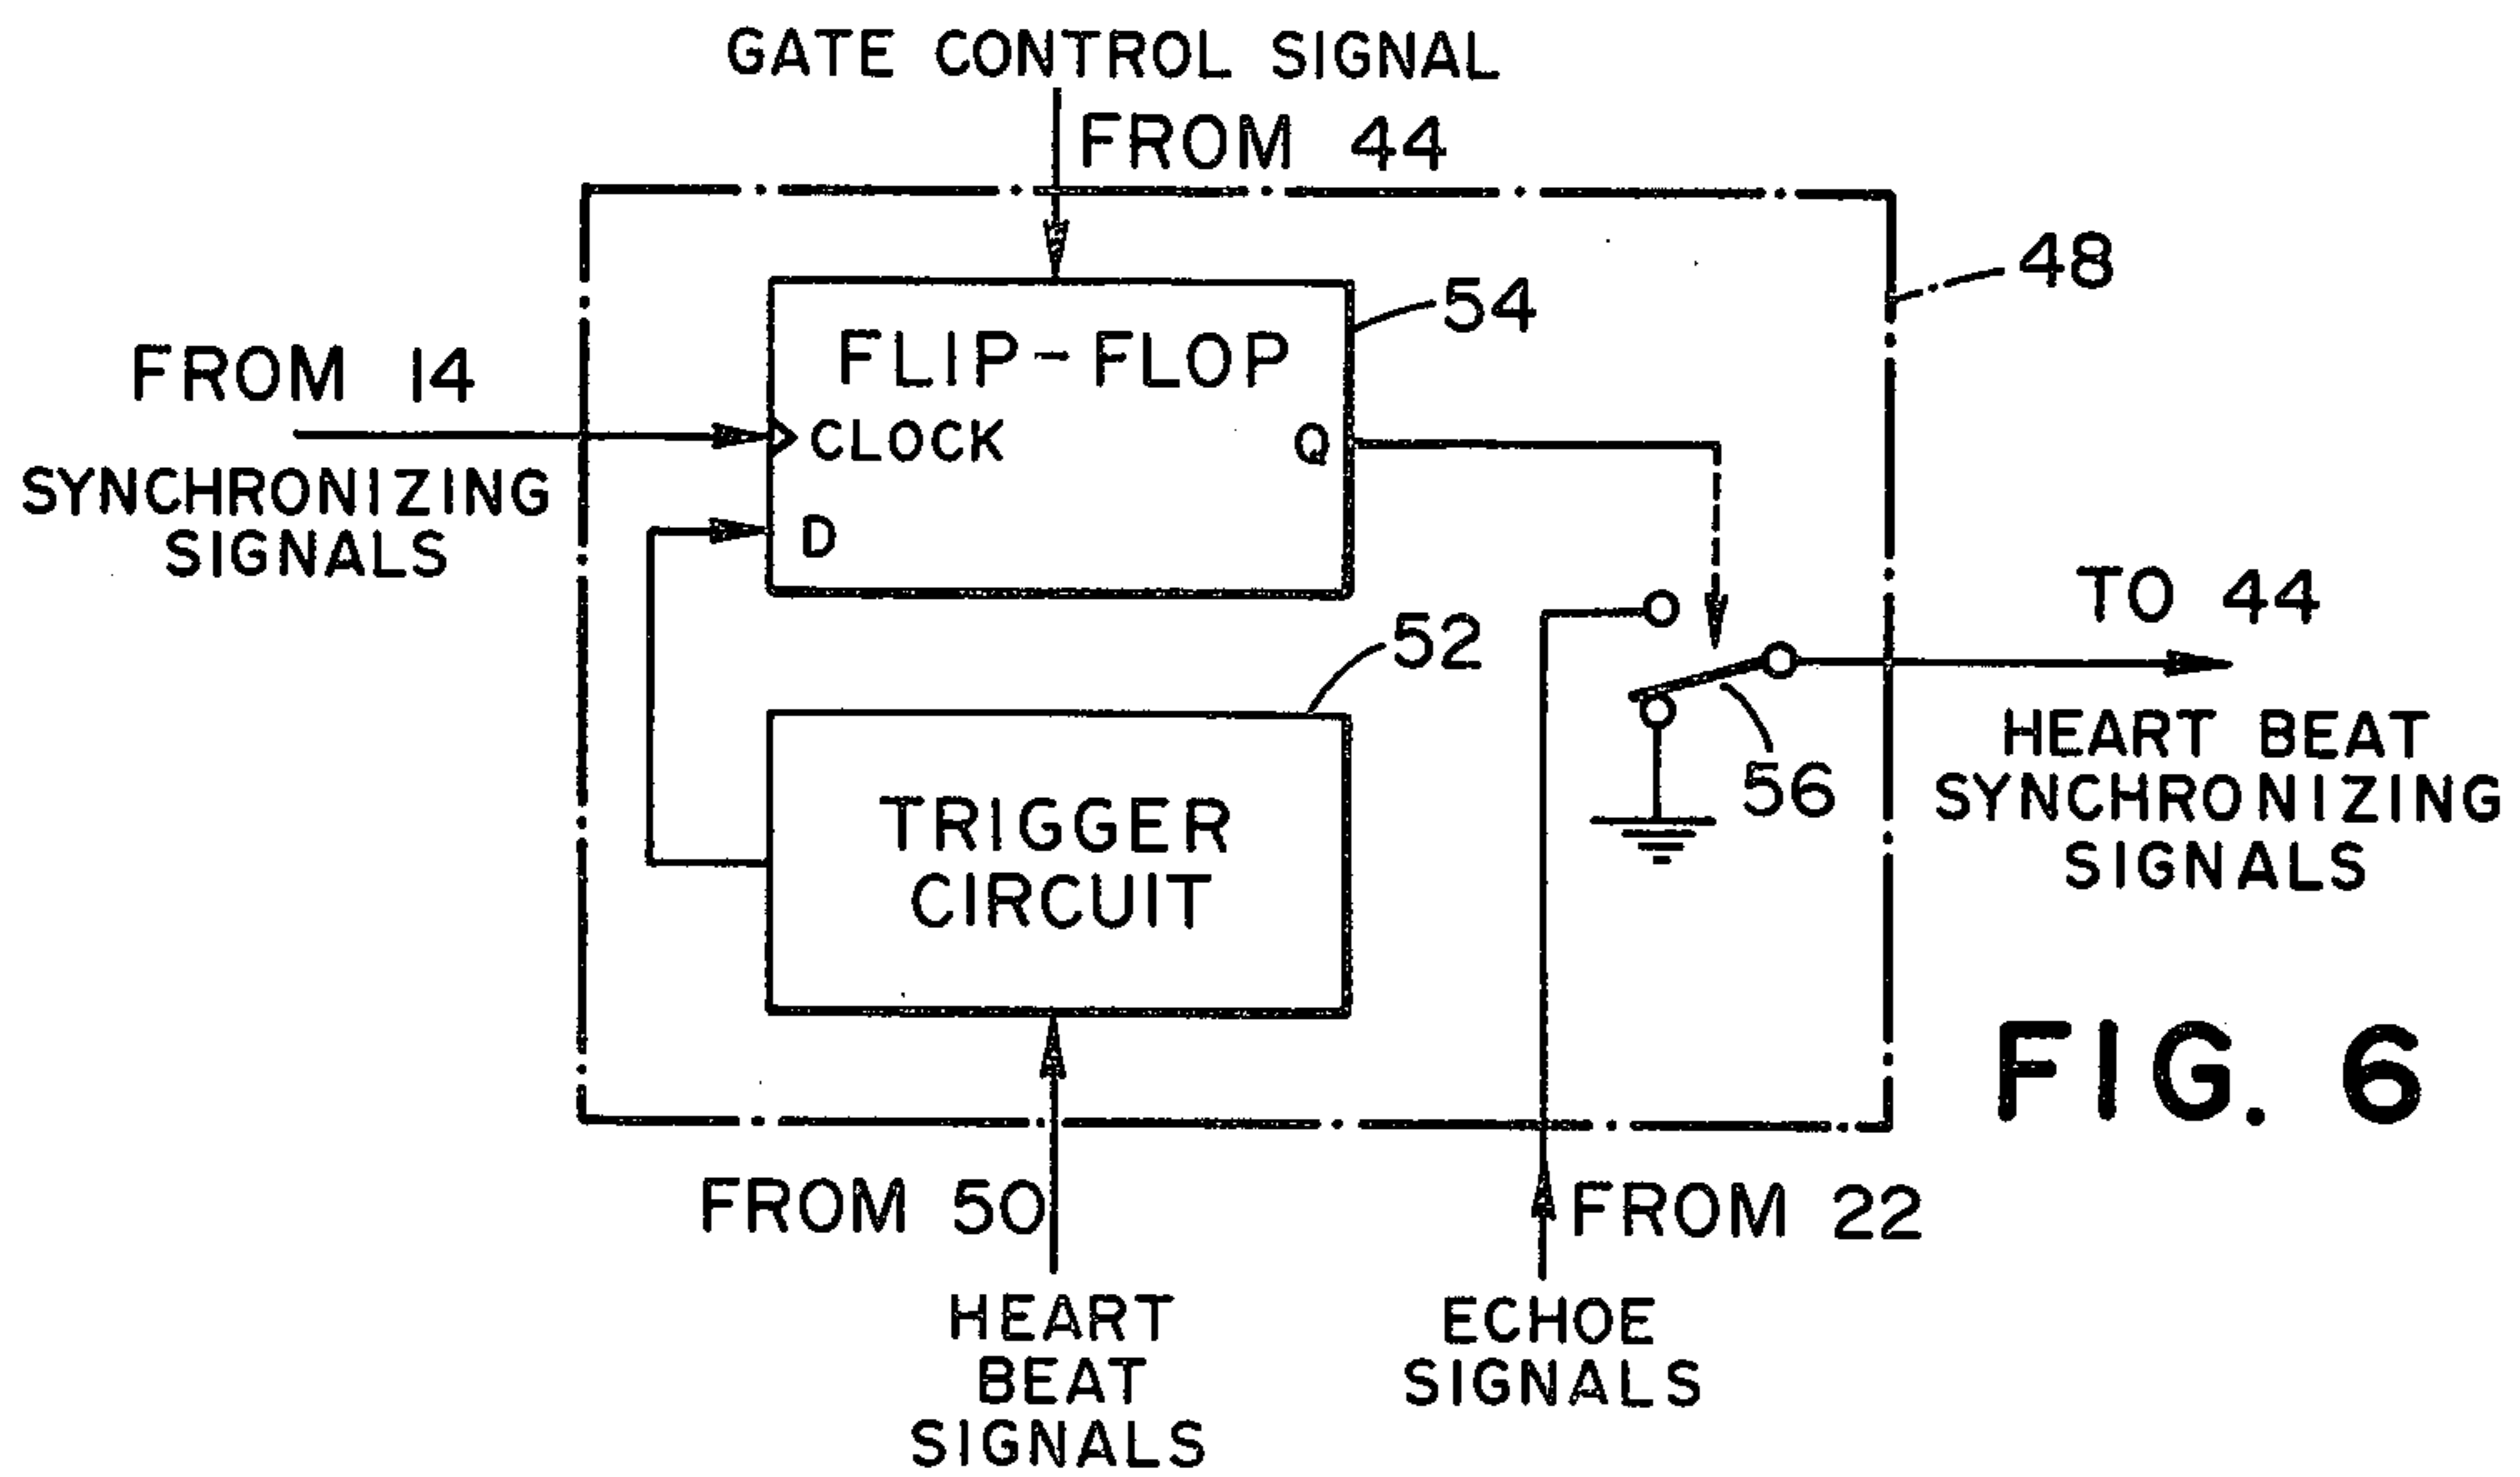 GATE CONTROL SIGNAL
FROM 44
48
54
FLIP-FLOP
FROM 14
CLOCK
Q
SYNCHRONIZING
SIGNALS
D
TO 44
52
HEART BEAT
SYNCHRONIZING
SIGNALS
56
TRIGGER
CIRCUIT
FIG. 6
FROM 50
FROM 22
HEART
BEAT
SIGNALS
ECHOE
SIGNALS